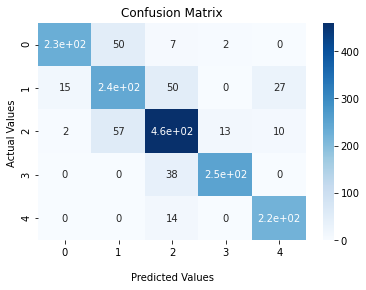 Confusion Matrix
0 2.3e+02 50 7 2 0
1 15 2.4e+02 50 0 27
2 2 57 4.6e+02 13 10
3 0 0 38 2.5e+02 0
4 0 0 14 0 2.2e+02
0 1 2 3 4
Predicted Values
Actual Values
400
300
200
100
0